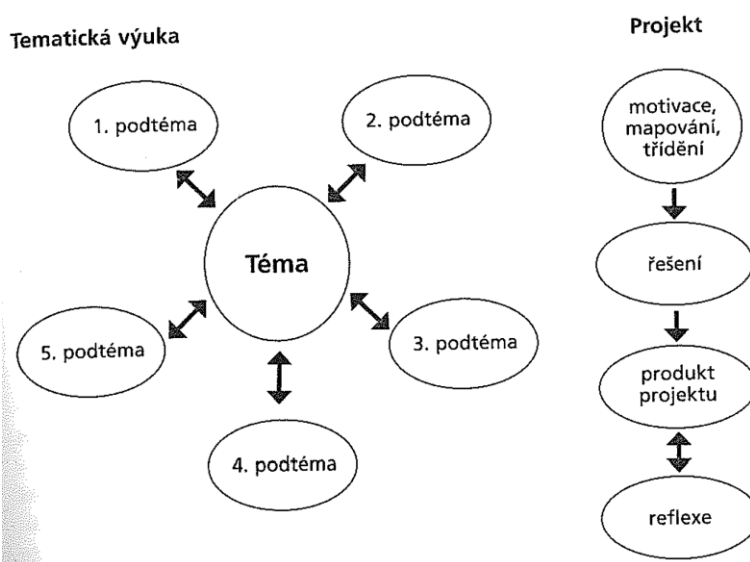 Tematická výuka
1. podtéma
2. podtéma
Téma
5. podtéma
3. podtéma
4. podtéma
Projekt
motivace,
mapování,
třídění
řešení
produkt
projektu
reflexe